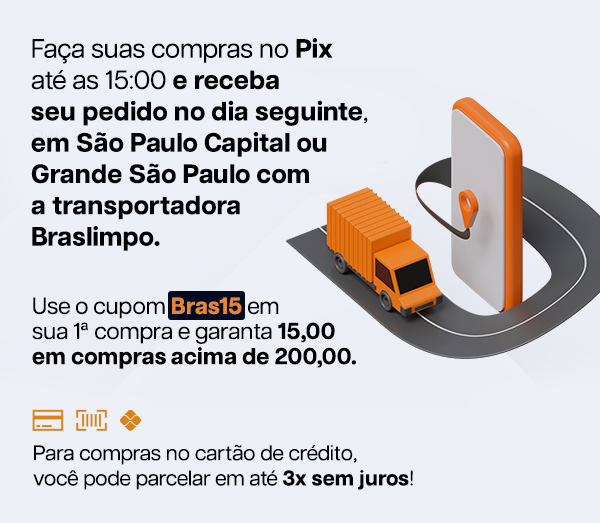 Faça suas compras no Pix
até as 15:00 e receba
seu pedido no dia seguinte,
em São Paulo Capital ou
Grande São Paulo com
a transportadora
Braslimpo.
Use o cupom Bras15 em
sua 1ª compra e garanta 15,00
em compras acima de 200,00.
Para compras no cartão de crédito,
você pode parcelar em até 3x sem juros!